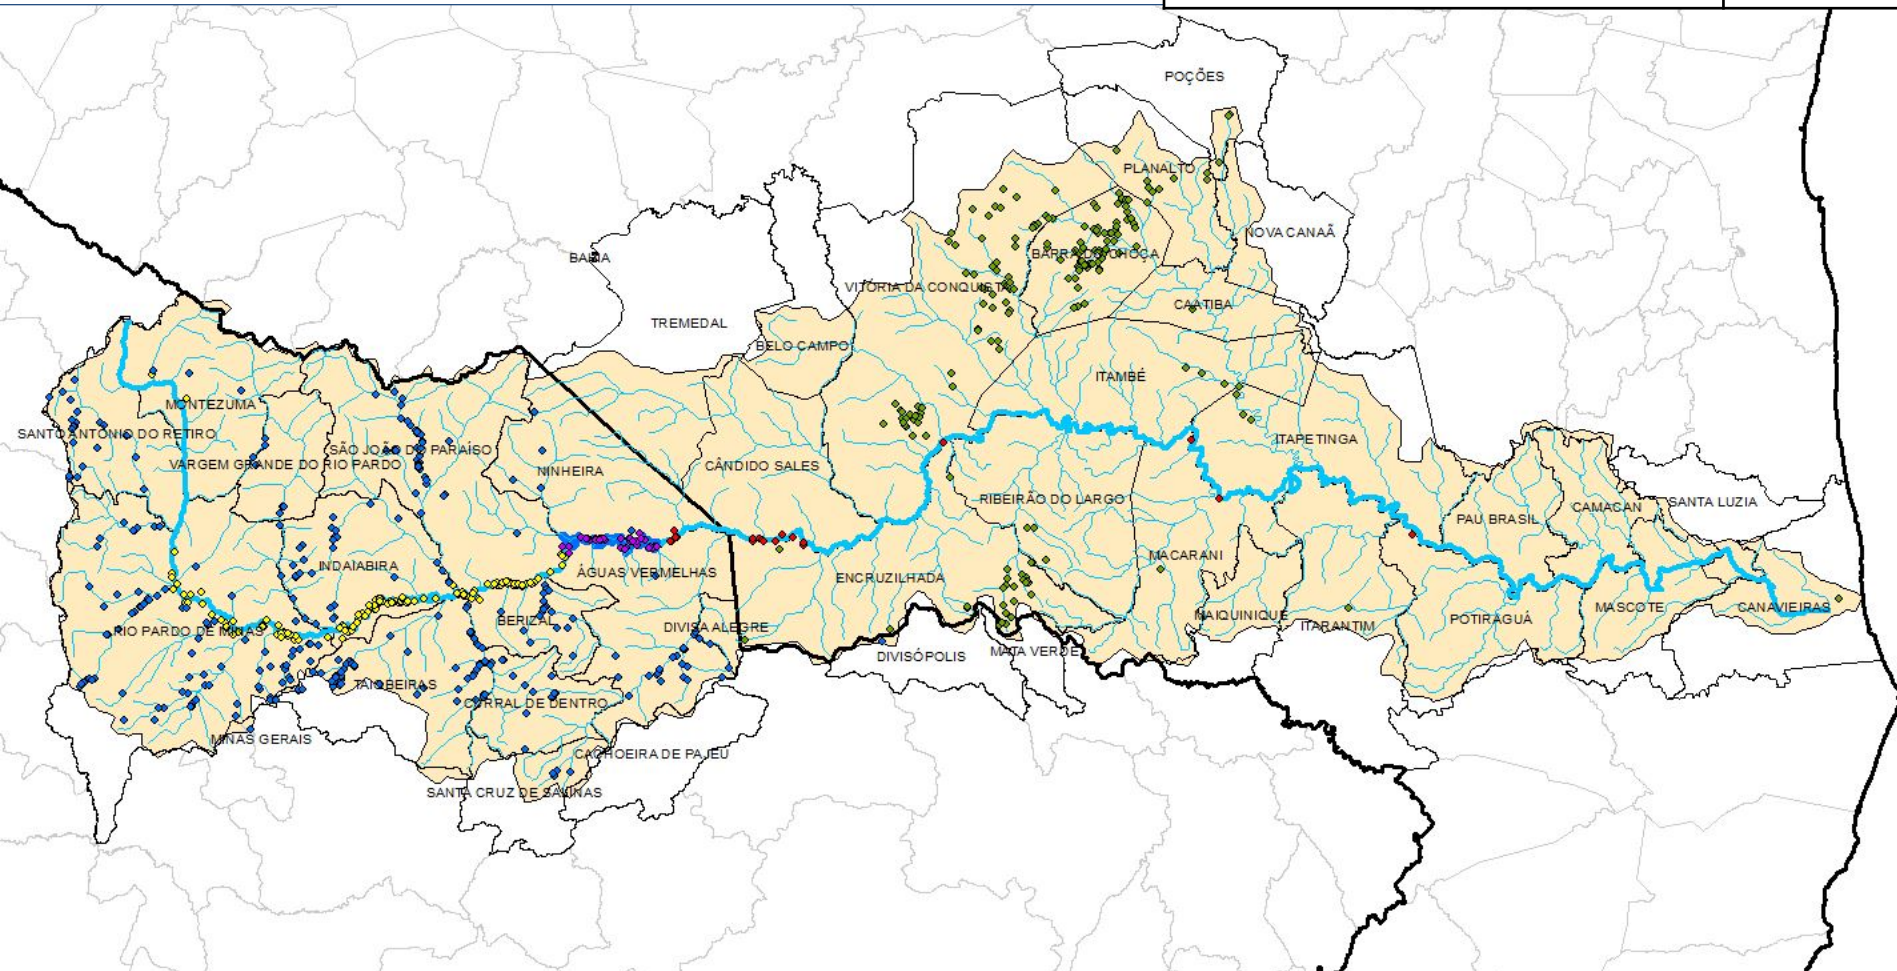 POÇÕES
PLANALTO
NOVA CANAÃ
BARRA DO CHOÇA
BAHIA
VITÓRIA DA CONQUISTA
CAATIBA
TREMEDAL
BELO CAMPO
ITAMBÉ
MONTEZUMA
SANTO ANTÔNIO DO RETIRO
ITAPETINGA
SÃO JOÃO DO PARAÍSO
VARGEM GRANDE DO RIO PARDO
CÂNDIDO SALES
NINHEIRA
RIBEIRÃO DO LARGO
SANTA LUZIA
CAMACAN
PAU BRASIL
MACARANI
INDAIABIRA
ÁGUAS VERMELHAS
ENCRUZILHADA
MASCOTE
CANAVIEIRAS
MAIQUINIQUE
BERIZAL
POTIRAGUÁ
ITARANTIM
DIVISA ALEGRE
RIO PARDO DE MINAS
MATA VERDE
DIVISÓPOLIS
TAIOBEIRAS
CURRAL DE DENTRO
MINAS GERAIS
CACHOEIRA DE PAJEÚ
SANTA CRUZ DE SALINAS